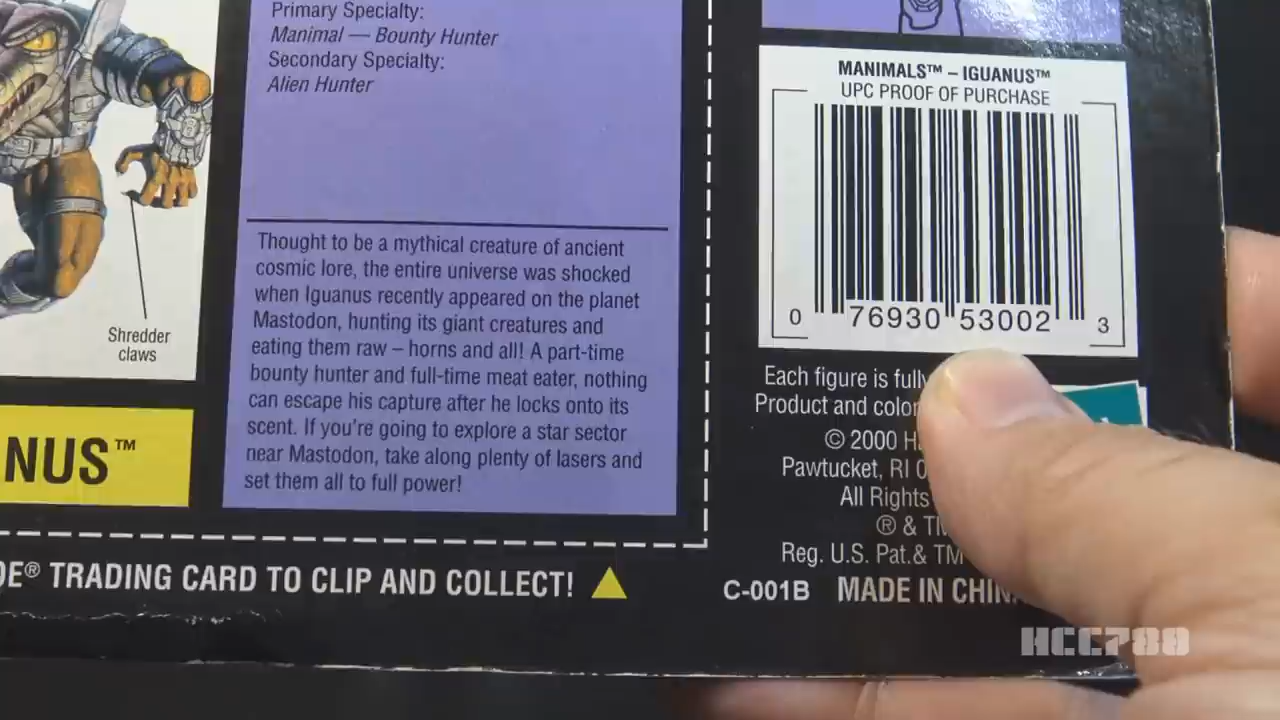 Primary Specialty:
Manimal — Bounty Hunter
Secondary Specialty:
Alien Hunter
Thought to be a mythical creature of ancient
cosmic lore, the entire universe was shocked
when Iguanus recently appeared on the planet
Mastodon, hunting its giant creatures and
eating them raw – horns and all! A part-time
bounty hunter and full-time meat eater, nothing
can escape his capture after he locks onto its
scent. If you're going to explore a star sector
near Mastodon, take along plenty of lasers and
set them all to full power!
Shredder
claws
NUS™
OE® TRADING CARD TO CLIP AND COLLECT!
MANIMALS™ – IGUANUS™
UPC PROOF OF PURCHASE
0 76930 53002 3
Each figure is fully
Product and color
© 2000 H
Pawtucket, RI 0
All Rights
® & TM
Reg. U.S. Pat.& TM
C-001B MADE IN CHIN
HCC788